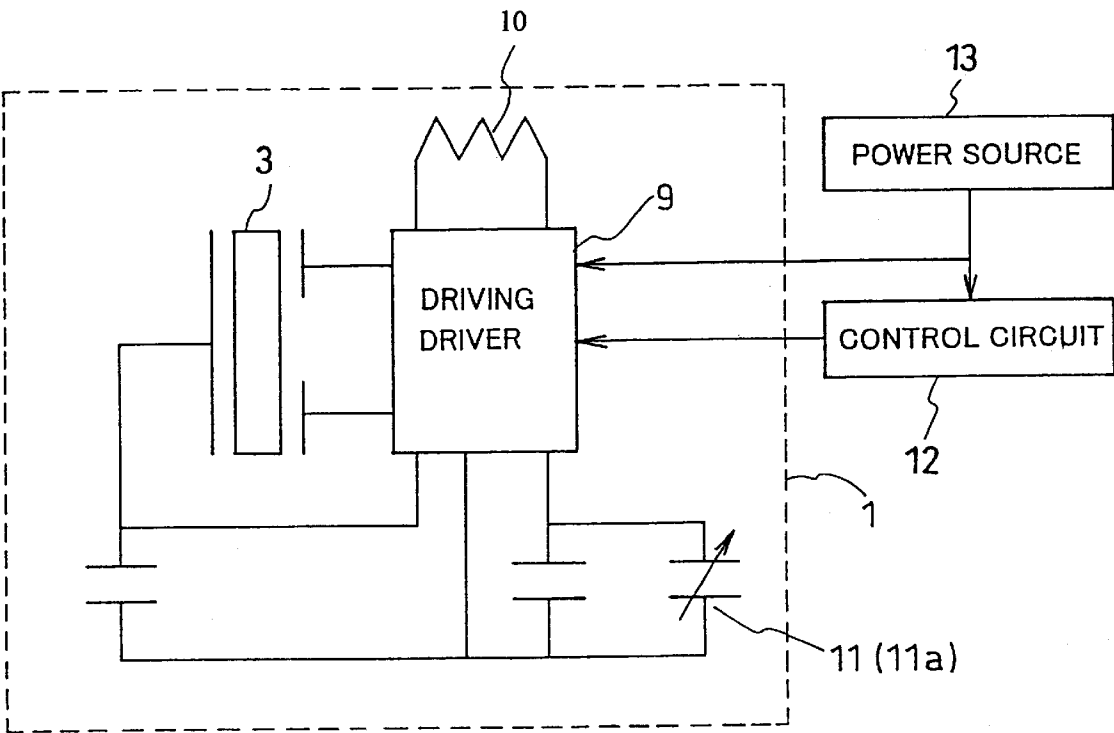 10
13
POWER SOURCE
3
9
DRIVING
DRIVER
CONTROL CIRCUIT
12
1
11 (11a)